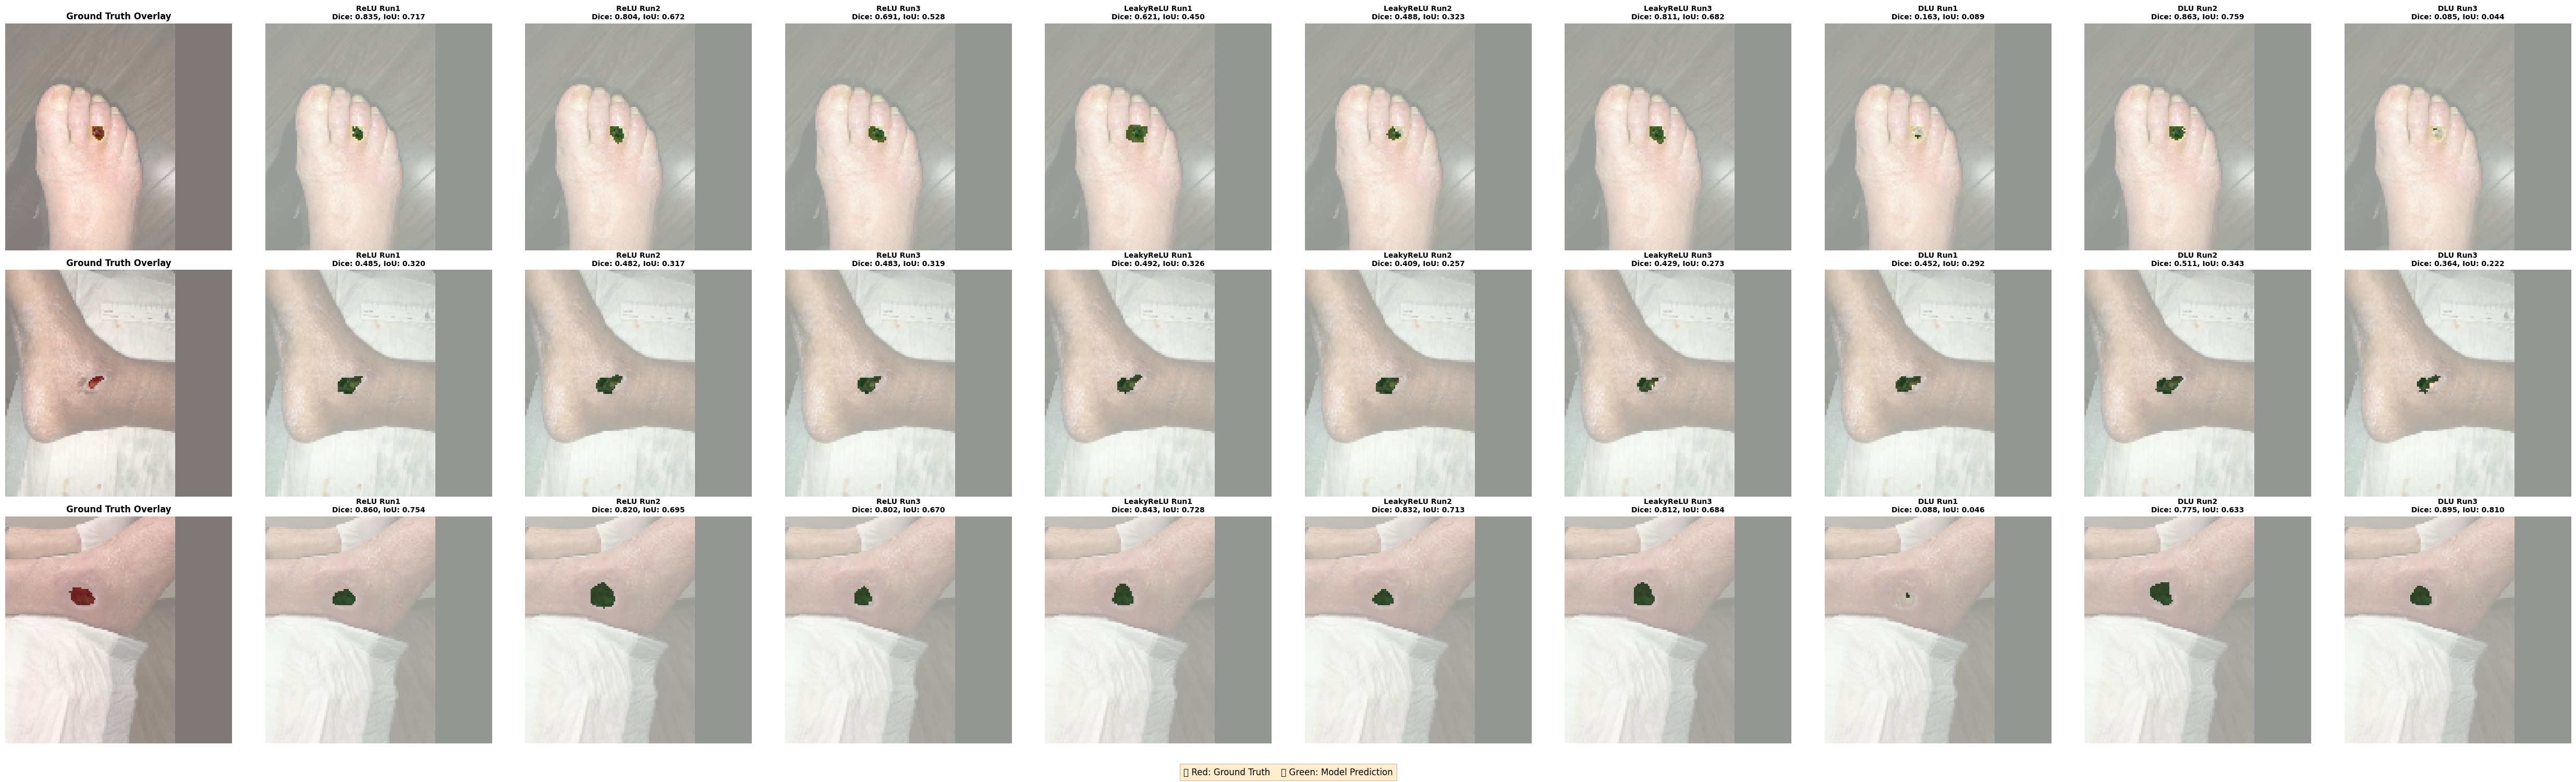 Ground Truth Overlay
ReLU Run1
Dice: 0.835, IoU: 0.717
ReLU Run2
Dice: 0.804, IoU: 0.672
ReLU Run3
Dice: 0.691, IoU: 0.528
LeakyReLU Run1
Dice: 0.621, IoU: 0.450
LeakyReLU Run2
Dice: 0.488, IoU: 0.323
LeakyReLU Run3
Dice: 0.811, IoU: 0.682
DLU Run1
Dice: 0.163, IoU: 0.089
DLU Run2
Dice: 0.863, IoU: 0.759
DLU Run3
Dice: 0.085, IoU: 0.044
Ground Truth Overlay
ReLU Run1
Dice: 0.485, IoU: 0.320
ReLU Run2
Dice: 0.482, IoU: 0.317
ReLU Run3
Dice: 0.483, IoU: 0.319
LeakyReLU Run1
Dice: 0.492, IoU: 0.326
LeakyReLU Run2
Dice: 0.409, IoU: 0.257
LeakyReLU Run3
Dice: 0.429, IoU: 0.273
DLU Run1
Dice: 0.452, IoU: 0.292
DLU Run2
Dice: 0.511, IoU: 0.343
DLU Run3
Dice: 0.364, IoU: 0.222
Ground Truth Overlay
ReLU Run1
Dice: 0.860, IoU: 0.754
ReLU Run2
Dice: 0.820, IoU: 0.695
ReLU Run3
Dice: 0.802, IoU: 0.670
LeakyReLU Run1
Dice: 0.843, IoU: 0.728
LeakyReLU Run2
Dice: 0.832, IoU: 0.713
LeakyReLU Run3
Dice: 0.812, IoU: 0.684
DLU Run1
Dice: 0.088, IoU: 0.046
DLU Run2
Dice: 0.775, IoU: 0.633
DLU Run3
Dice: 0.895, IoU: 0.810
Red: Ground Truth Green: Model Prediction